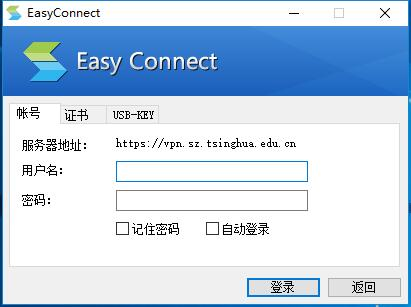 EasyConnect
Easy Connect
帐号 证书 USB-KEY
服务器地址： https://vpn.sz.tsinghua.edu.cn
用户名：
密码：
记住密码 自动登录
登录 返回